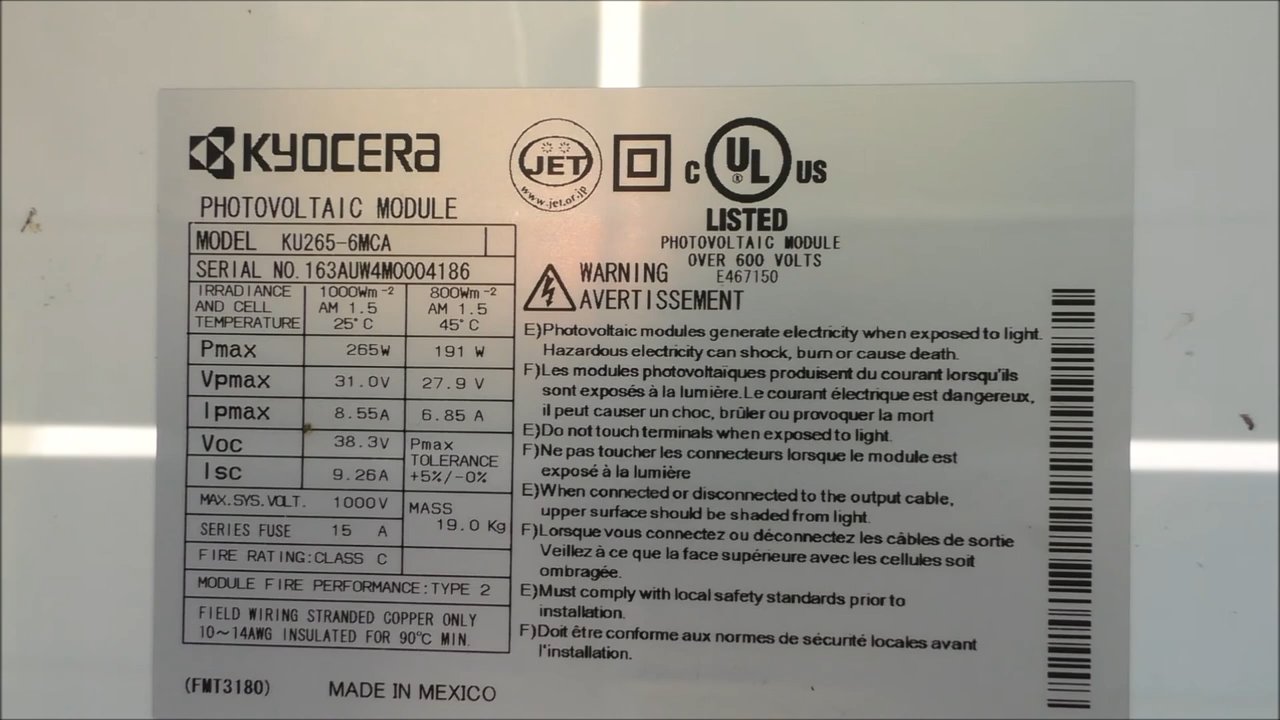 KYOCERA
JET
www.jet.or.jp
C UL US
®
LISTED
PHOTOVOLTAIC MODULE
OVER 600 VOLTS
E467150
PHOTOVOLTAIC MODULE
MODEL KU265-6MCA
SERIAL NO. 163AUW4M0004186
IRRADIANCE AND CELL TEMPERATURE 1000Wm⁻² AM 1.5 25°C 800Wm⁻² AM 1.5 45°C
Pmax 265W 191 W
Vpmax 31.0V 27.9 V
Ipmax 8.55A 6.85 A
Voc 38.3V
Isc 9.26A
Pmax
TOLERANCE
+5%/-0%
MAX.SYS.VOLT. 1000V
SERIES FUSE 15 A
MASS
19.0 Kg
FIRE RATING:CLASS C
MODULE FIRE PERFORMANCE:TYPE 2
FIELD WIRING STRANDED COPPER ONLY
10～14AWG INSULATED FOR 90℃ MIN.
(FMT3180) MADE IN MEXICO
WARNING
AVERTISSEMENT
E)Photovoltaic modules generate electricity when exposed to light.
Hazardous electricity can shock, burn or cause death.
F)Les modules photovoltaïques produisent du courant lorsqu'ils
sont exposés à la lumière.Le courant électrique est dangereux,
il peut causer un choc, brûler ou provoquer la mort
E)Do not touch terminals when exposed to light.
F)Ne pas toucher les connecteurs lorsque le module est
exposé à la lumière
E)When connected or disconnected to the output cable,
upper surface should be shaded from light.
F)Lorsque vous connectez ou déconnectez les câbles de sortie
Veillez à ce que la face supérieure avec les cellules soit
ombragée.
E)Must comply with local safety standards prior to
installation.
F)Doit être conforme aux normes de sécurité locales avant
l'installation.